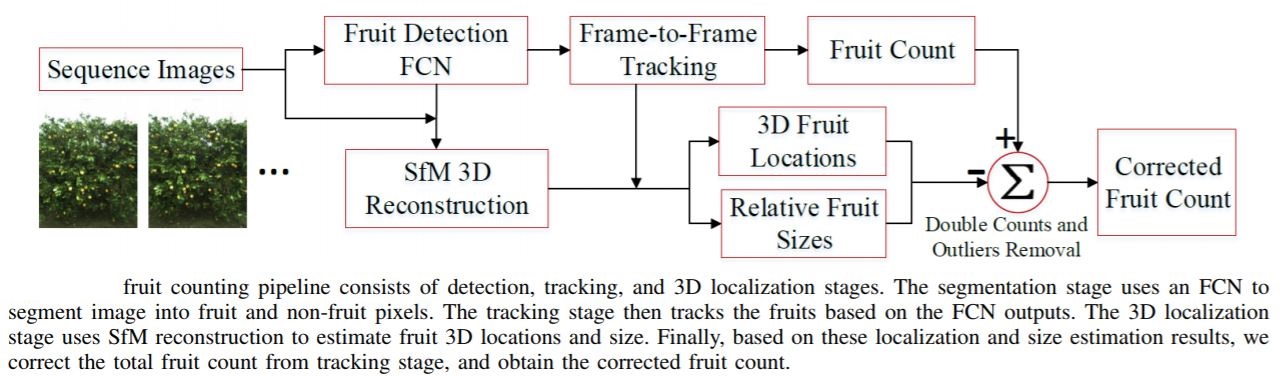 Sequence Images
Fruit Detection
FCN
Frame-to-Frame
Tracking
Fruit Count
...
SfM 3D
Reconstruction
3D Fruit
Locations
Relative Fruit
Sizes
+
-
Σ
Double Counts and
Outliers Removal
Corrected
Fruit Count
fruit counting pipeline consists of detection, tracking, and 3D localization stages. The segmentation stage uses an FCN to
segment image into fruit and non-fruit pixels. The tracking stage then tracks the fruits based on the FCN outputs. The 3D localization
stage uses SfM reconstruction to estimate fruit 3D locations and size. Finally, based on these localization and size estimation results, we
correct the total fruit count from tracking stage, and obtain the corrected fruit count.